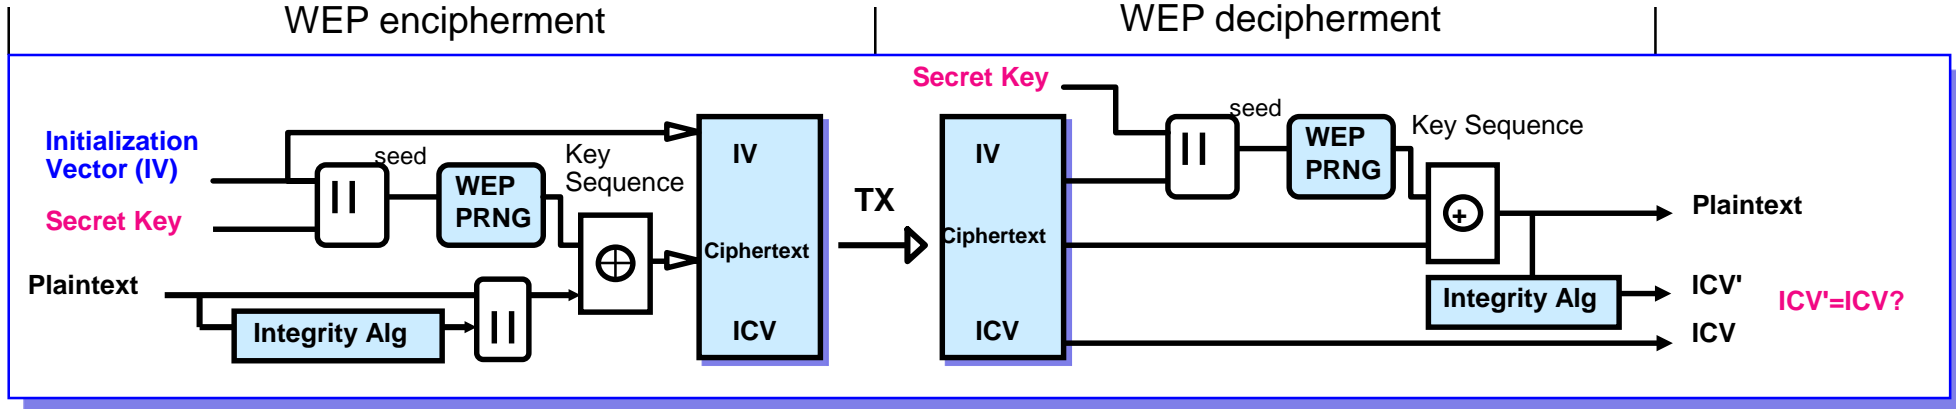 WEP encipherment
WEP decipherment
Initialization
Vector (IV)
Secret Key
Plaintext
seed
||
WEP
PRNG
Key
Sequence
Integrity Alg
||
IV
Ciphertext
ICV
TX
Secret Key
IV
Ciphertext
ICV
||
seed
WEP
PRNG
Key Sequence
+
Integrity Alg
Plaintext
ICV'
ICV
ICV'=ICV?